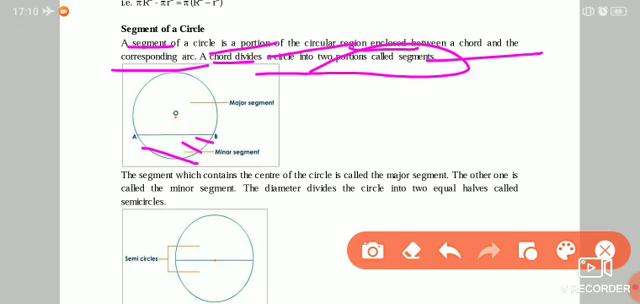 17:10
i.e. πR² - πr² = π(R² − r²)
Segment of a Circle
A segment of a circle is a portion of the circular region enclosed between a chord and the
corresponding arc. A chord divides a circle into two portions called segments.
O
Major segment
A B
Minor segment
The segment which contains the centre of the circle is called the major segment. The other one is
called the minor segment. The diameter divides the circle into two equal halves called
semicircles.
Semi circles
V RECORDER